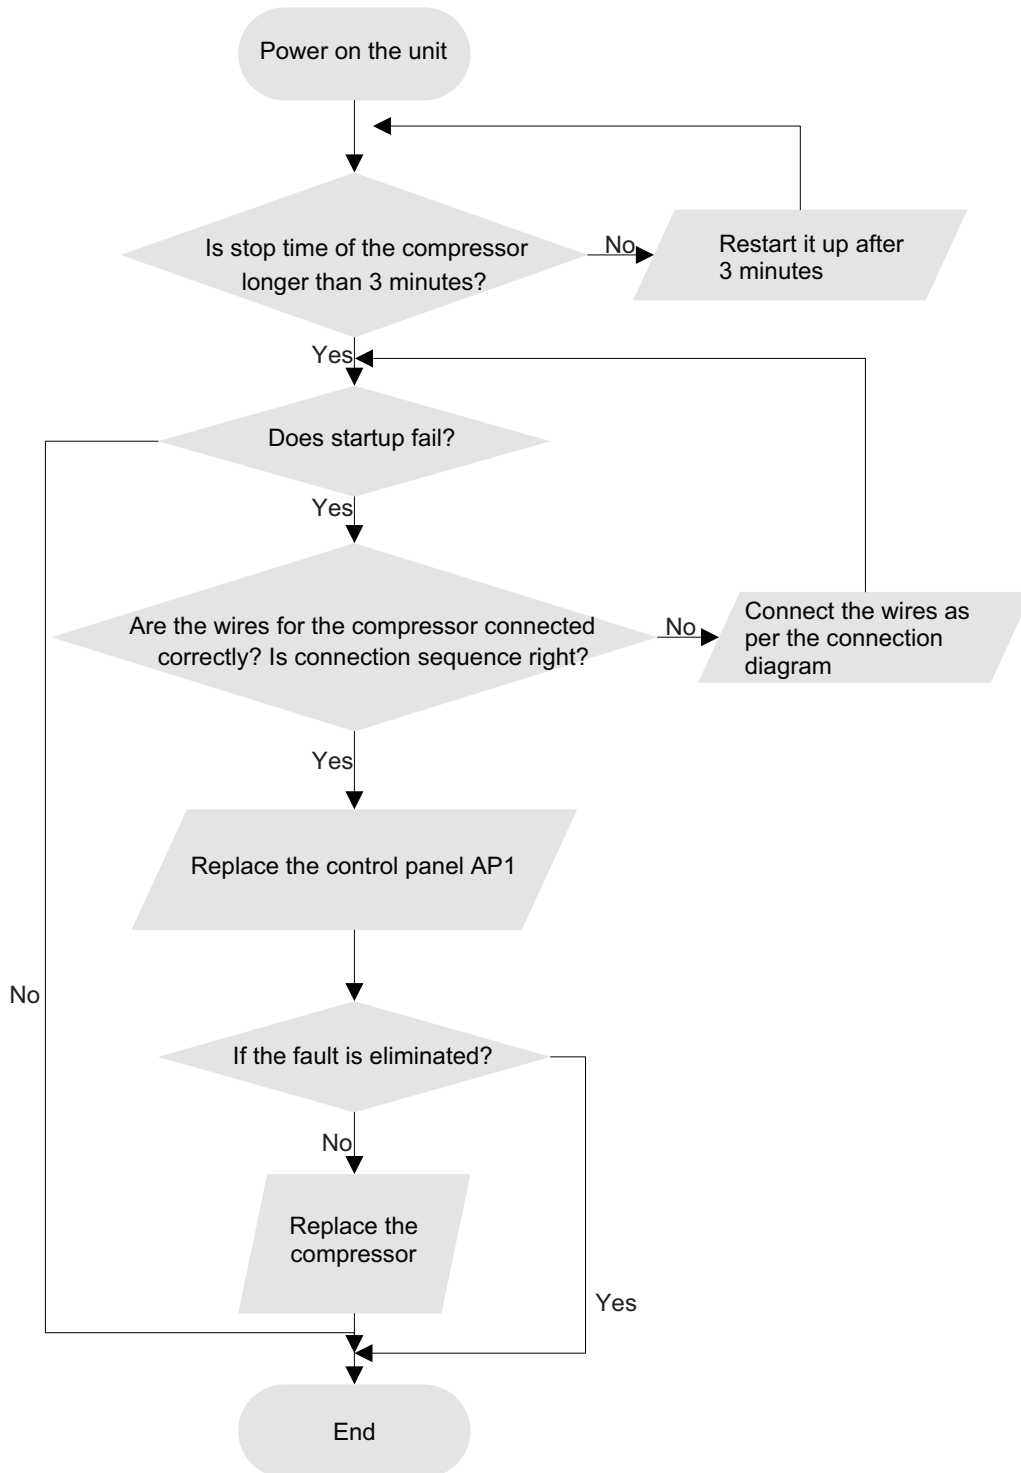 Power on the unit
Is stop time of the compressor
longer than 3 minutes?
No
Restart it up after
3 minutes
Yes
Does startup fail?
Yes
Are the wires for the compressor connected
correctly? Is connection sequence right?
No
Connect the wires as
per the connection
diagram
Yes
Replace the control panel AP1
No
If the fault is eliminated?
No
Replace the
compressor
Yes
End